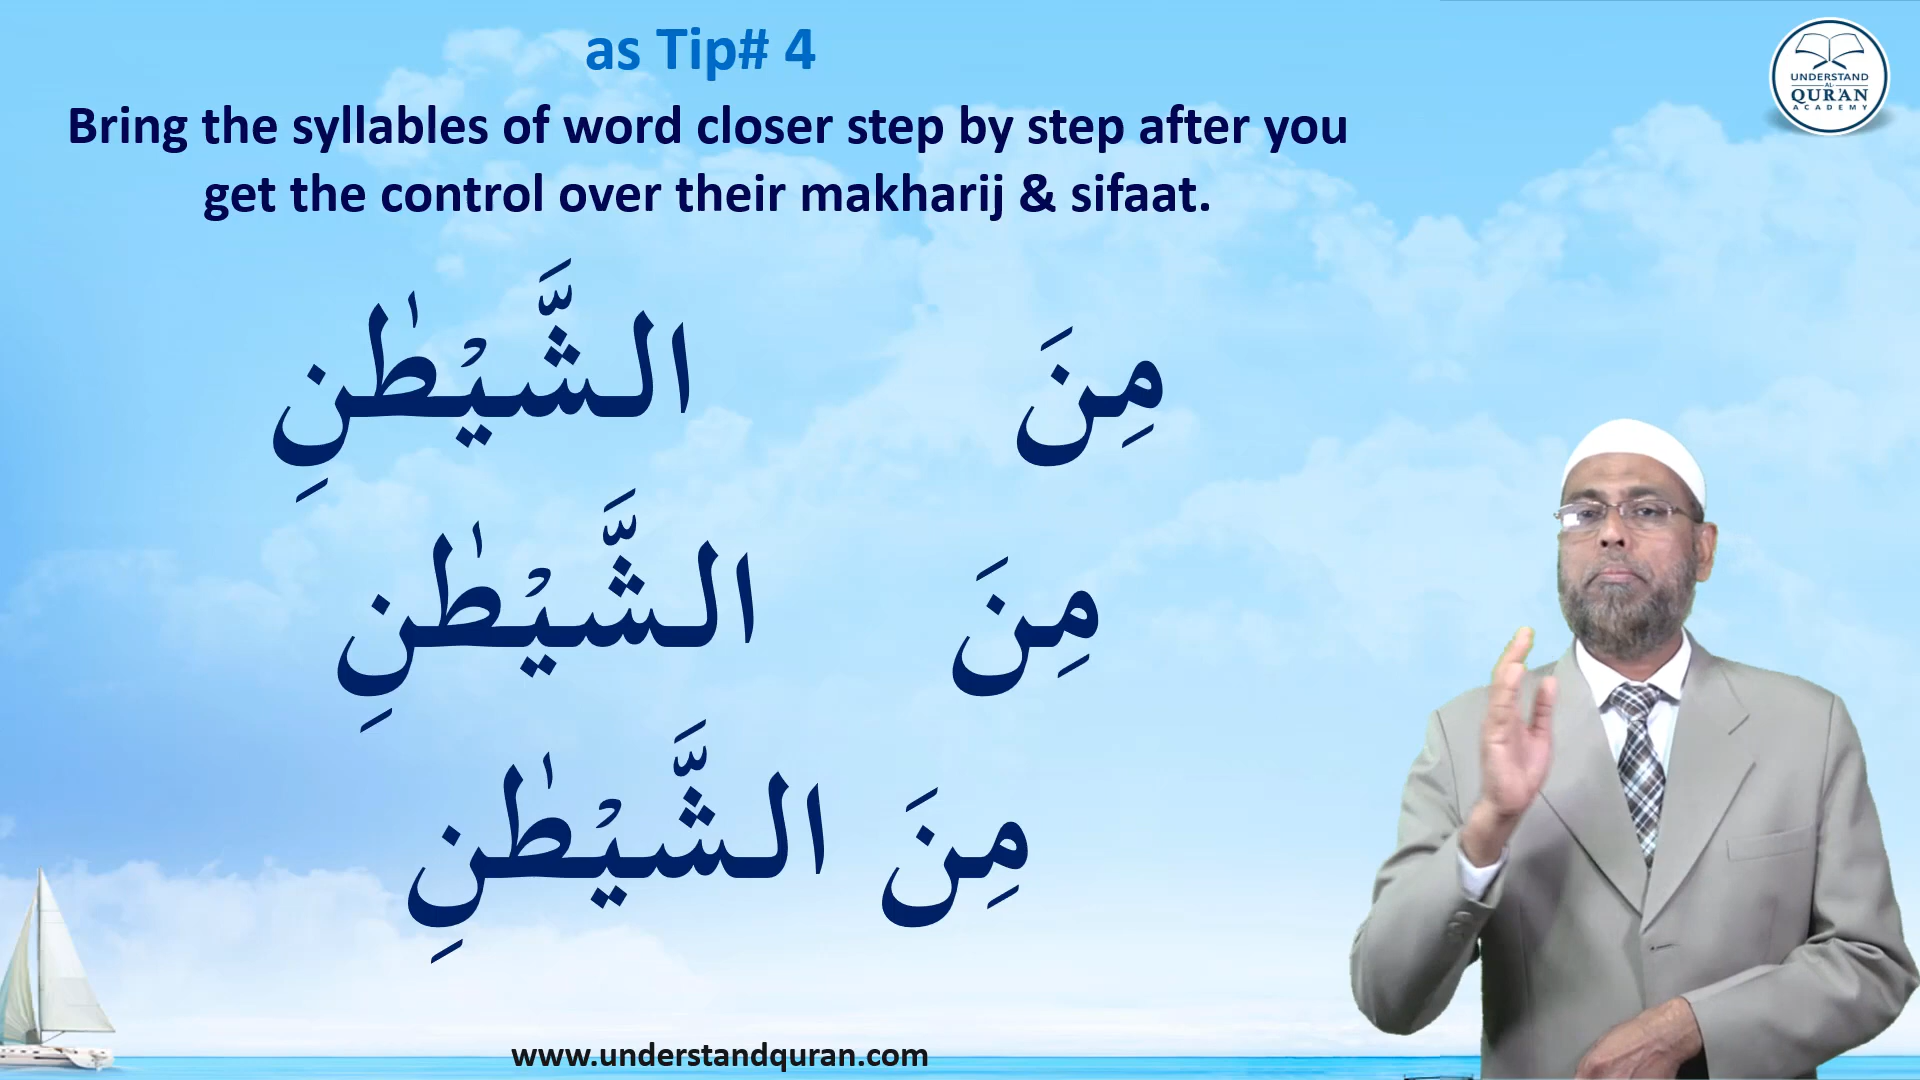 as Tip# 4
Bring the syllables of word closer step by step after you
get the control over their makharij & sifaat.
مِنَ الشَّيْطٰنِ
مِنَ الشَّيْطٰنِ
مِنَ الشَّيْطٰنِ
UNDERSTAND
AL-
QURAN
ACADEMY
www.understandquran.com